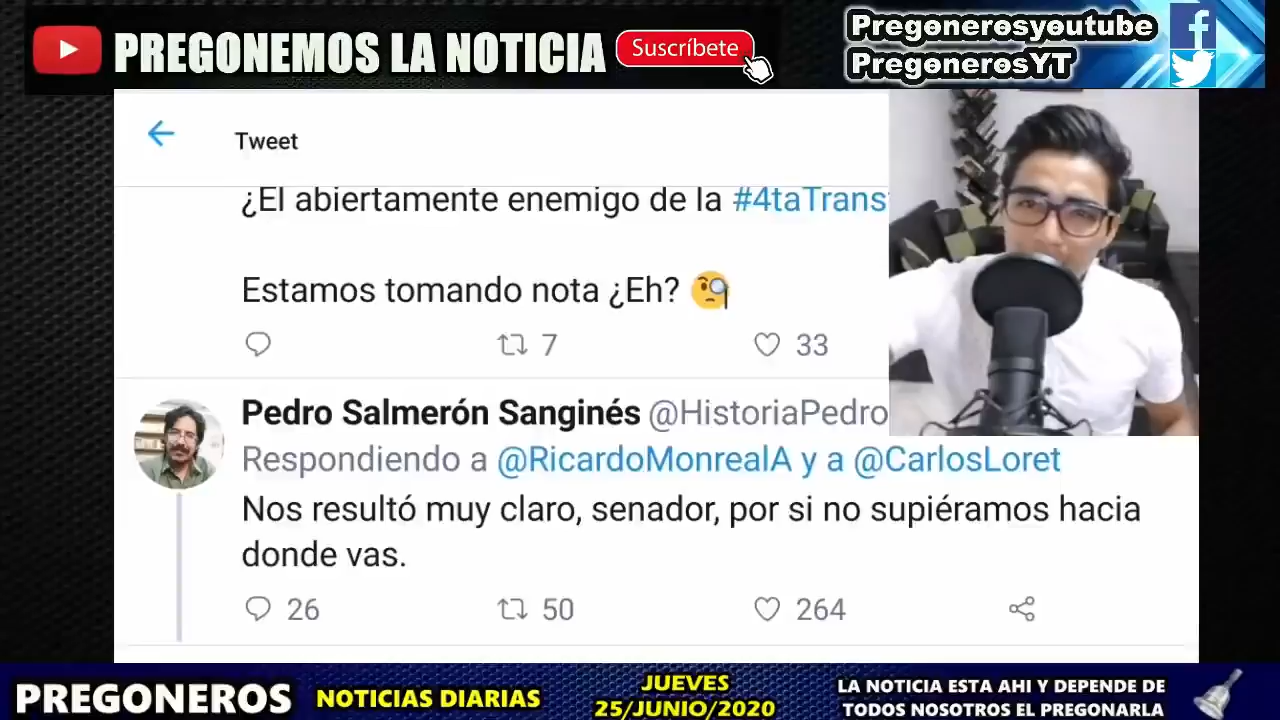 PREGONEMOS LA NOTICIA
Suscríbete
Pregonerosyoutube
PregonerosYT
Tweet
¿El abiertamente enemigo de la #4taTrans
Estamos tomando nota ¿Eh? 🧐
7
33
Pedro Salmerón Sanginés @HistoriaPedro
Respondiendo a @RicardoMonrealA y a @CarlosLoret
Nos resultó muy claro, senador, por si no supiéramos hacia
donde vas.
26
50
264
PREGONEROS
NOTICIAS DIARIAS
JUEVES
25/JUNIO/2020
LA NOTICIA ESTA AHI Y DEPENDE DE
TODOS NOSOTROS EL PREGONARLA